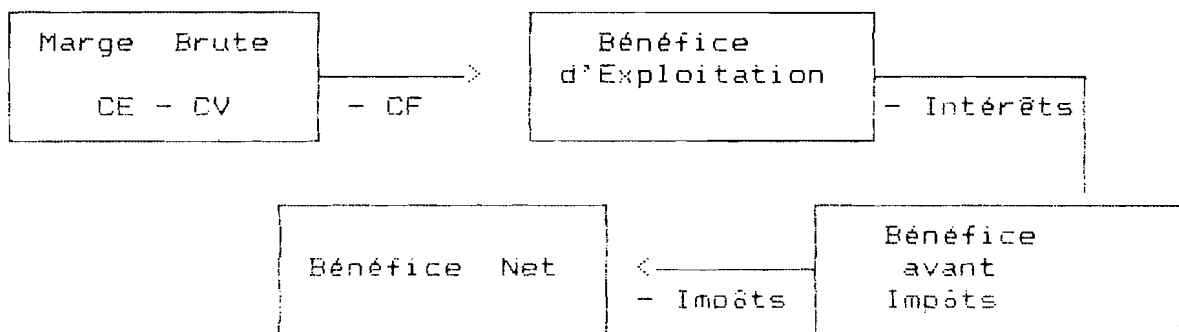 Marge Brute
CE - CV
- CF
Bénéfice
d'Exploitation
- Intérêts
Bénéfice
avant
Impôts
- Impôts
Bénéfice Net